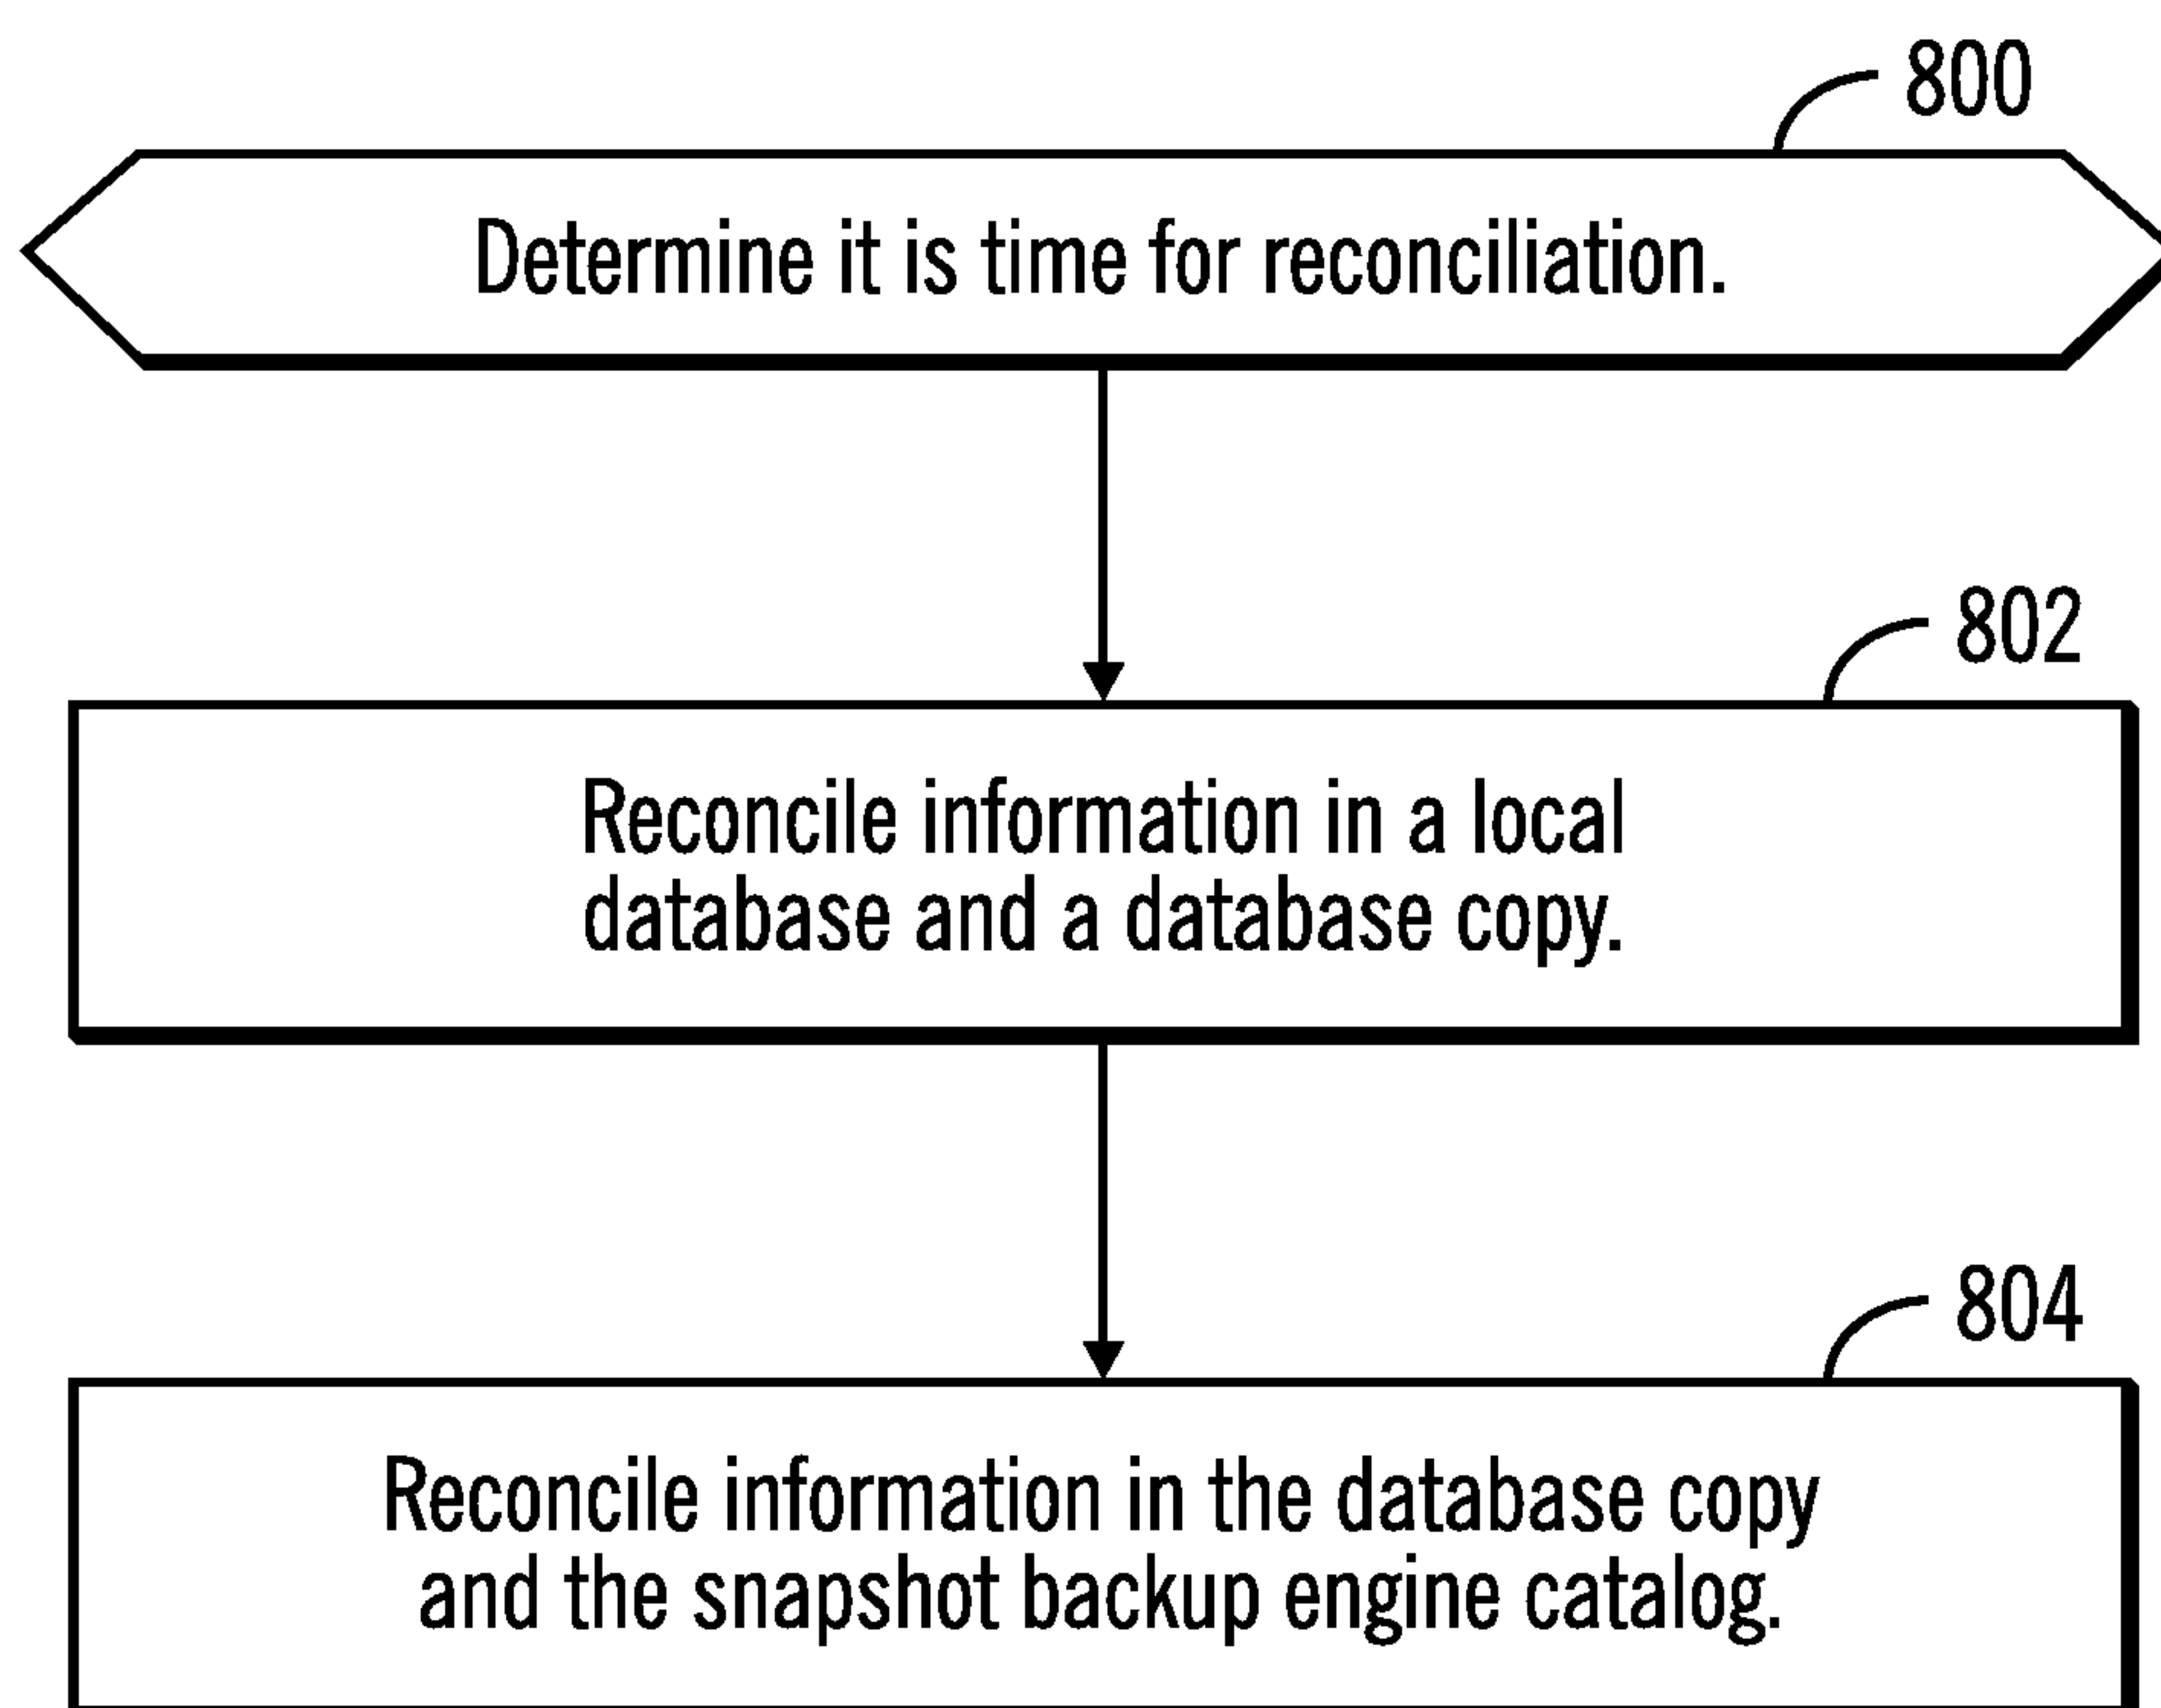 800
Determine it is time for reconciliation.
802
Reconcile information in a local
database and a database copy.
804
Reconcile information in the database copy
and the snapshot backup engine catalog.